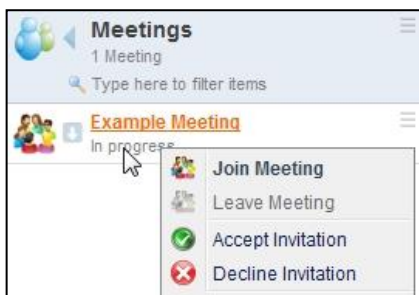 Meetings
1 Meeting
Type here to filter items
Example Meeting
In progress
Join Meeting
Leave Meeting
Accept Invitation
Decline Invitation